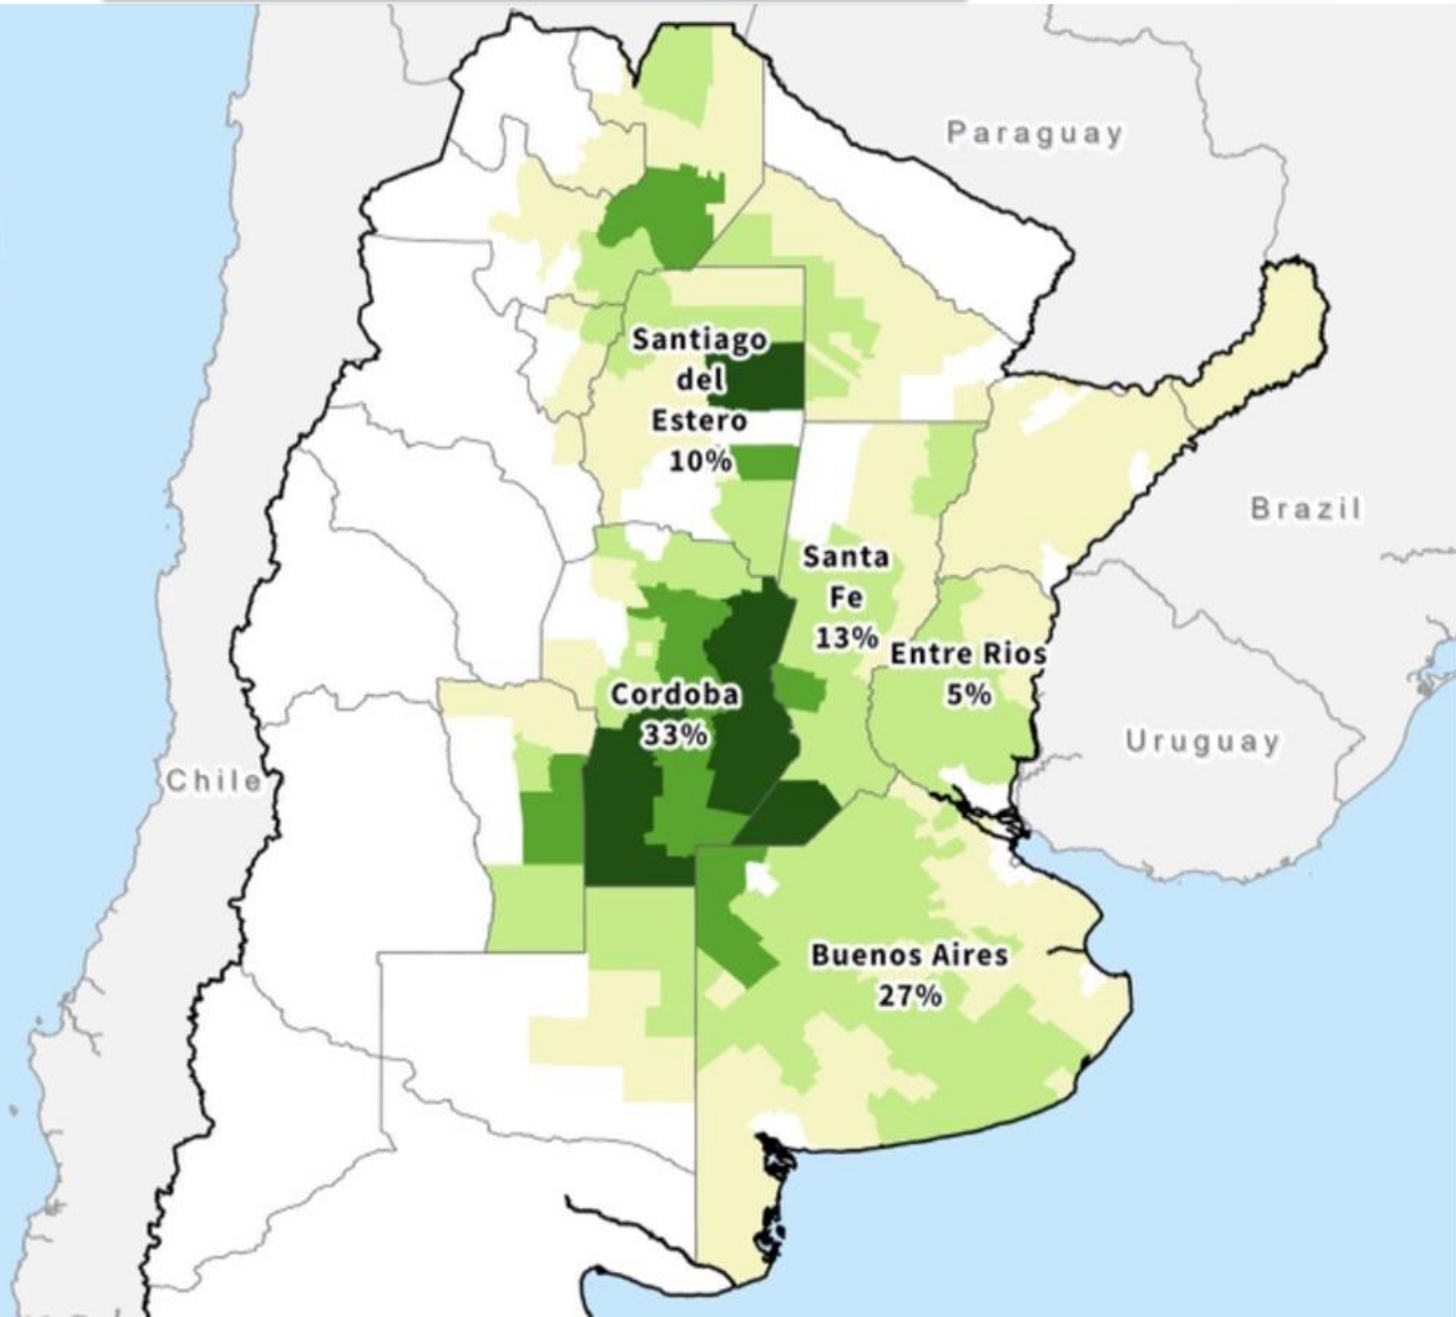 Paraguay
Santiago
del
Estero
10%
Brazil
Santa
Fe
13%
Entre Rios
5%
Cordoba
33%
Uruguay
Chile
Buenos Aires
27%